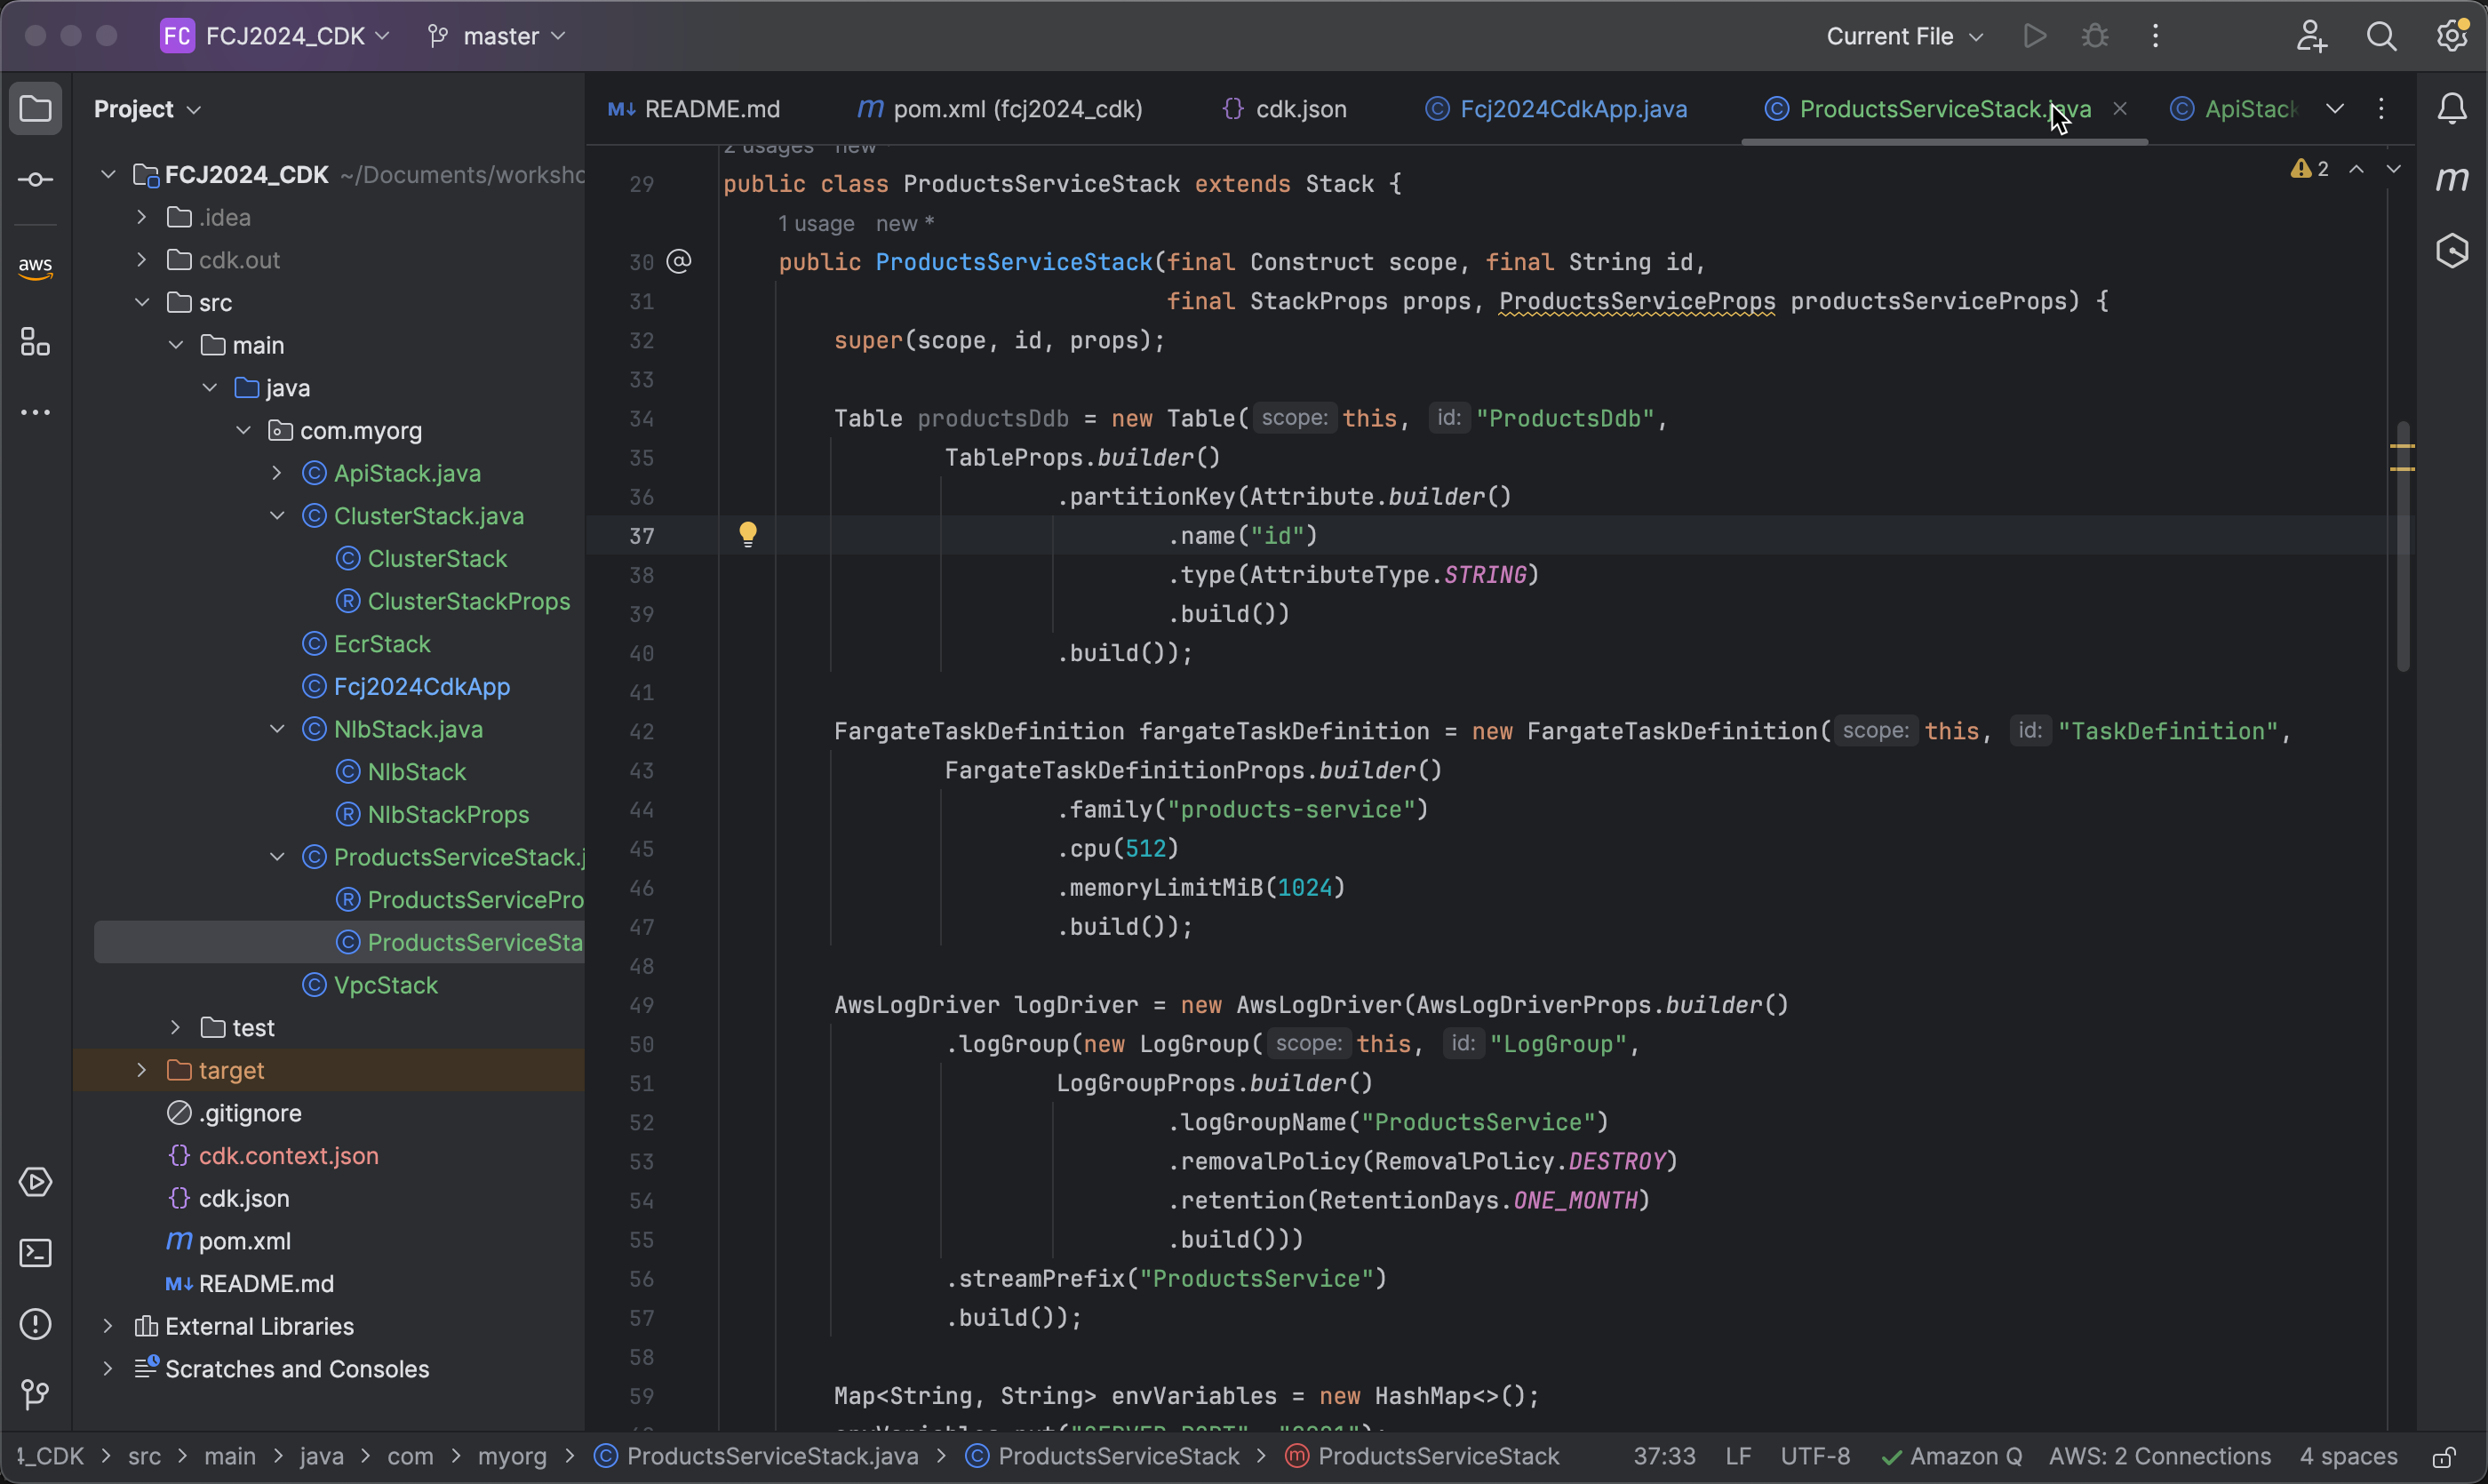 FC FCJ2024_CDK master Current File
Project
README.md pom.xml (fcj2024_cdk) cdk.json Fcj2024CdkApp.java ProductsServiceStack.java ApiStack
FCJ2024_CDK ~/Documents/worksho
.idea
cdk.out
src
main
java
com.myorg
ApiStack.java
ClusterStack.java
ClusterStack
ClusterStackProps
EcrStack
Fcj2024CdkApp
NlbStack.java
NlbStack
NlbStackProps
ProductsServiceStack.j
ProductsServicePro
ProductsServiceSta
VpcStack
test
target
.gitignore
cdk.context.json
cdk.json
pom.xml
README.md
External Libraries
Scratches and Consoles
aws
2 usages new
2
29 public class ProductsServiceStack extends Stack {
1 usage new *
30 public ProductsServiceStack(final Construct scope, final String id,
31 final StackProps props, ProductsServiceProps productsServiceProps) {
32 super(scope, id, props);
33
34 Table productsDdb = new Table( scope: this, id: "ProductsDdb",
35 TableProps.builder()
36 .partitionKey(Attribute.builder()
37 .name("id")
38 .type(AttributeType.STRING)
39 .build())
40 .build());
41
42 FargateTaskDefinition fargateTaskDefinition = new FargateTaskDefinition( scope: this, id: "TaskDefinition",
43 FargateTaskDefinitionProps.builder()
44 .family("products-service")
45 .cpu(512)
46 .memoryLimitMiB(1024)
47 .build());
48
49 AwsLogDriver logDriver = new AwsLogDriver(AwsLogDriverProps.builder()
50 .logGroup(new LogGroup( scope: this, id: "LogGroup",
51 LogGroupProps.builder()
52 .logGroupName("ProductsService")
53 .removalPolicy(RemovalPolicy.DESTROY)
54 .retention(RetentionDays.ONE_MONTH)
55 .build()))
56 .streamPrefix("ProductsService")
57 .build());
58
59 Map<String, String> envVariables = new HashMap<>();
_CDK > src > main > java > com > myorg > ProductsServiceStack.java > ProductsServiceStack > ProductsServiceStack 37:33 LF UTF-8 Amazon Q AWS: 2 Connections 4 spaces